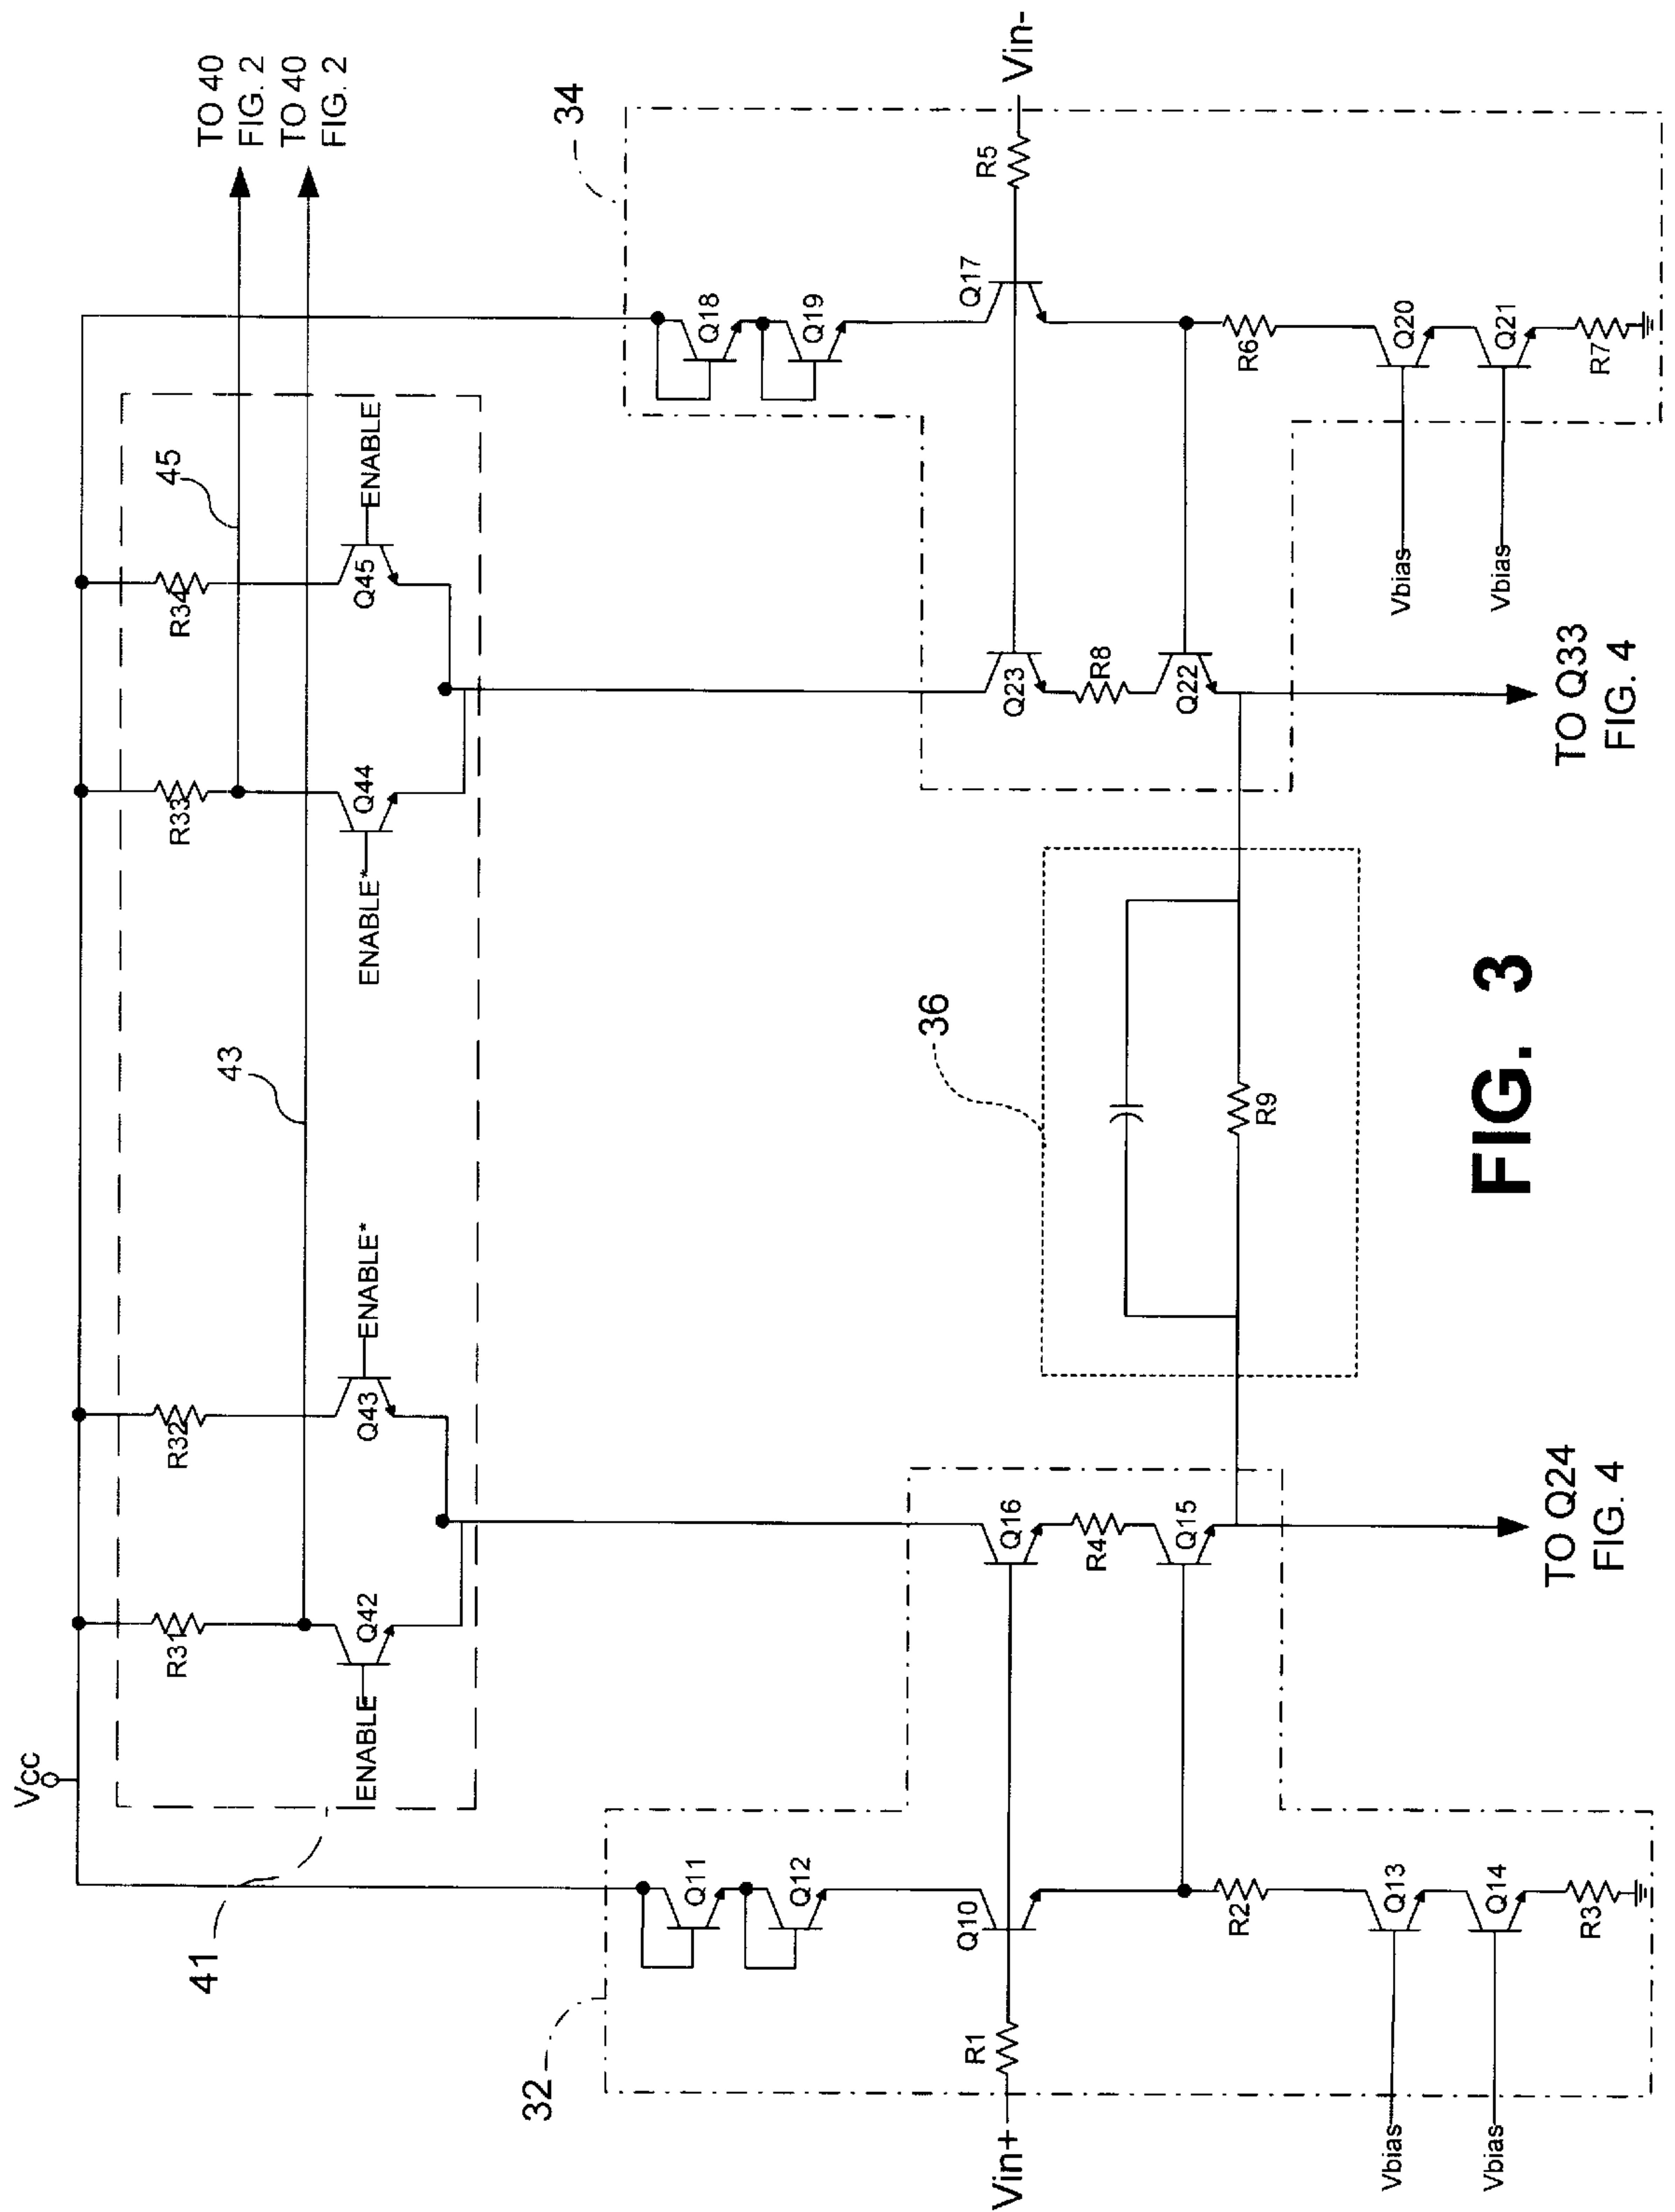 Vcc
TO 40
FIG. 2
TO 40
FIG. 2
41
R31
R32
43
R33
R34
45
ENABLE
Q42
Q43
ENABLE*
ENABLE*
Q44
Q45
ENABLE
32
34
Q11
Q12
Q18
Q19
Vin+
R1
Q10
Q16
R4
Q15
36
R9
Q23
R8
Q22
Q17
R5
Vin-
R2
Q13
Q14
R3
Vbias
Vbias
R6
Q20
Q21
R7
Vbias
Vbias
TO Q24
FIG. 4
TO Q33
FIG. 4
FIG. 3